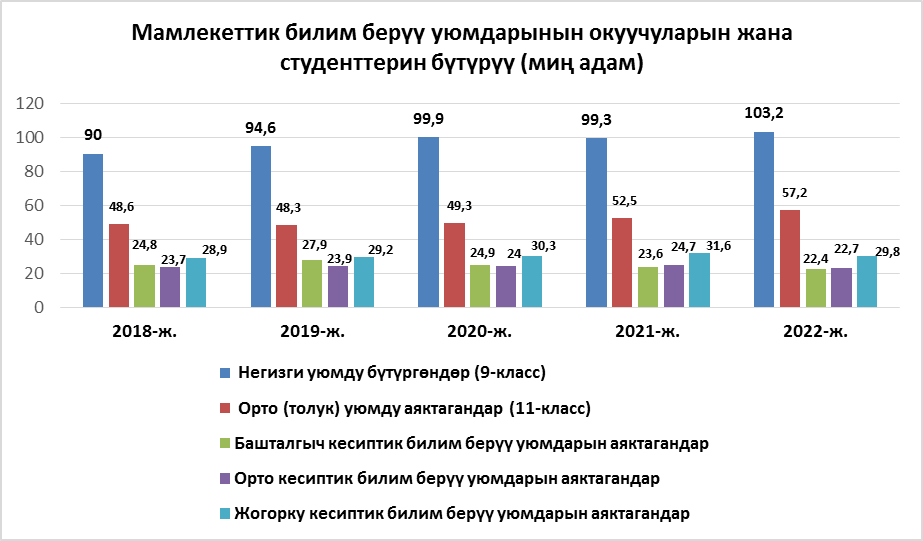 Мамлекеттик билим берүү уюмдарынын окуучуларын жана
студенттерин бүтүрүү (миң адам)
120
100
80
60
40
20
0
90
48,6
24,8
23,7
28,9
94,6
48,3
27,9
23,9
29,2
99,9
49,3
24,9
24
30,3
99,3
52,5
23,6
24,7
31,6
103,2
57,2
22,4
22,7
29,8
2018-ж.
2019-ж.
2020-ж.
2021-ж.
2022-ж.
Негизги уюмду бүтүргөндөр (9-класс)
Орто (толук) уюмду аяктагандар (11-класс)
Башталгыч кесиптик билим берүү уюмдарын аяктагандар
Орто кесиптик билим берүү уюмдарын аяктагандар
Жогорку кесиптик билим берүү уюмдарын аяктагандар